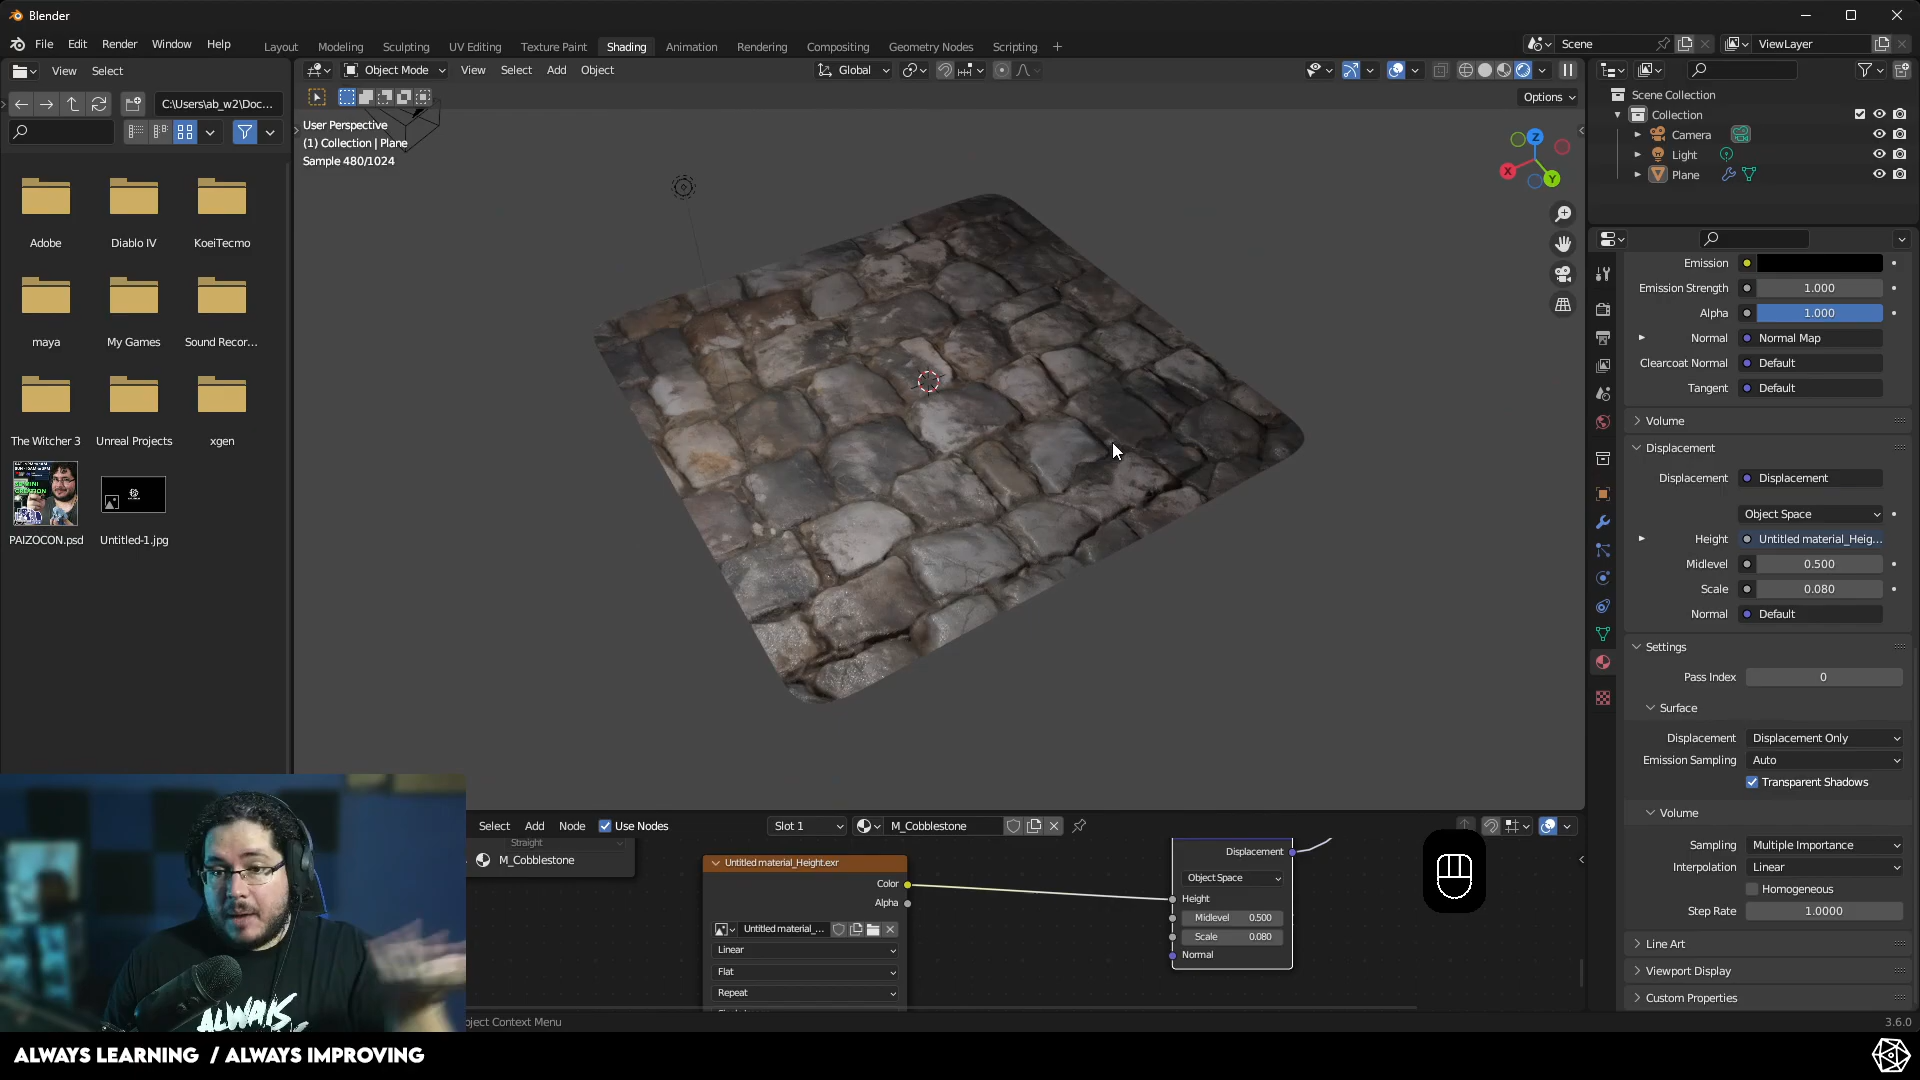 Blender
File Edit Render Window Help
Layout Modeling Sculpting UV Editing Texture Paint Shading Animation Rendering Compositing Geometry Nodes Scripting
Scene
ViewLayer
View Select
Object Mode View Select Add Object
Global
Options
C:\Users\ab_w2\Doc...
User Perspective
(1) Collection | Plane
Sample 480/1024
Z
X
Y
Adobe
Diablo IV
KoeiTecmo
maya
My Games
Sound Recor...
The Witcher 3
Unreal Projects
xgen
PAIZOCON.psd
Untitled-1.jpg
Scene Collection
Collection
Camera
Light
Plane
Emission
Emission Strength 1.000
Alpha 1.000
Normal Normal Map
Clearcoat Normal Default
Tangent Default
Volume
Displacement
Displacement Displacement
Object Space
Height Untitled material_Heig...
Midlevel 0.500
Scale 0.080
Normal Default
Settings
Pass Index 0
Surface
Displacement Displacement Only
Emission Sampling Auto
Transparent Shadows
Volume
Sampling Multiple Importance
Interpolation Linear
Homogeneous
Step Rate 1.0000
Line Art
Viewport Display
Custom Properties
3.6.0
Select Add Node Use Nodes
Slot 1
M_Cobblestone
Straight
M_Cobblestone
Untitled material_Height.exr
Color
Alpha
Untitled material_...
Linear
Flat
Repeat
Displacement
Object Space
Height
Midlevel 0.500
Scale 0.080
Normal
oject Context Menu
ALWAIS
ALWAYS LEARNING / ALWAYS IMPROVING